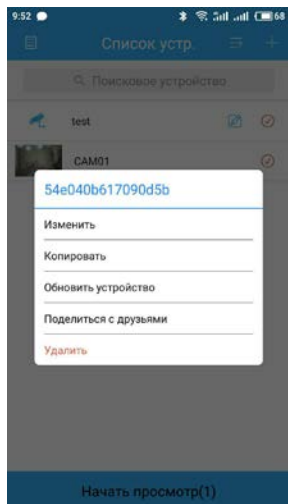 9:52 68
Список устр.
Поисковое устройство
test
CAM01
54e040b617090d5b
Изменить
Копировать
Обновить устройство
Поделиться с друзьями
Удалить
Начать просмотр(1)